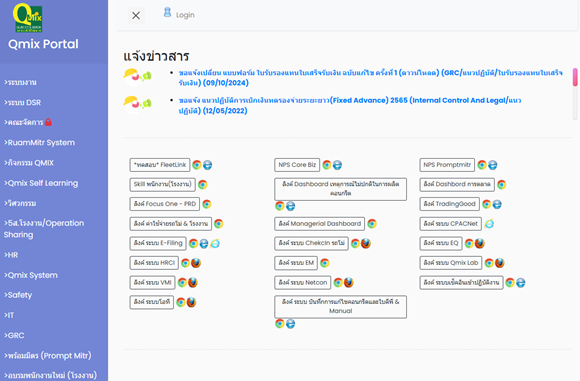 Qmix
Qmix Portal
>ระบบงาน
>ระบบ DSR
>คณะจัดการ
>RuamMitr System
>กิจกรรม QMIX
>Qmix Self Learning
>วิศวกรรม
>5ส.โรงงาน/Operation
Sharing
>HR
>Qmix System
>Safety
>IT
>GRC
>พร้อมมิตร (Prompt Mitr)
>อบรมพนักงานใหม่ (โรงงาน)
Login
แจ้งข่าวสาร
ขอแจ้งเปลี่ยน แบบฟอร์ม ใบรับรองแทนใบเสร็จรับเงิน ฉบับแก้ไข ครั้งที่ 1 (ดาวน์โหลด) (GRC/แนวปฏิบัติ/ใบรับรองแทนใบเสร็จ
รับเงิน) (09/10/2024)
ขอแจ้ง แนวปฏิบัติการเบิกเงินทดรองจ่ายระยะยาว(Fixed Advance) 2565 (Internal Control And Legal/แนว
ปฏิบัติ) (12/05/2022)
*ทดสอบ* FleetLink
NPS Core Biz
NPS Promptmitr
Skill พนักงาน(โรงงาน)
ลิงค์ Dashboard เหตุการณ์ไม่ปกติในการผลิต
คอนกรีต
ลิงค์ Dashbord การตลาด
ลิงค์ Focus One - PRD
ลิงค์ TradingGood
ลิงค์ ค่าใช้จ่ายรถโม่ & โรงงาน
ลิงค์ Managerial Dashboard
ลิงค์ ระบบ CPACNet
ลิงค์ ระบบ E-Filing
ลิงค์ ระบบ CheckIn รถโม่
ลิงค์ ระบบ EQ
ลิงค์ ระบบ HRCI
ลิงค์ ระบบ EM
ลิงค์ ระบบ Qmix Lab
ลิงค์ ระบบ VMI
ลิงค์ ระบบ Netcon
ลิงค์ ระบบเช็คอินเข้าปฏิบัติงาน
ลิงค์ ระบบไอที
ลิงค์ ระบบ บันทึกการแก้ไขคอนกรีตและใบดีพี &
Manual